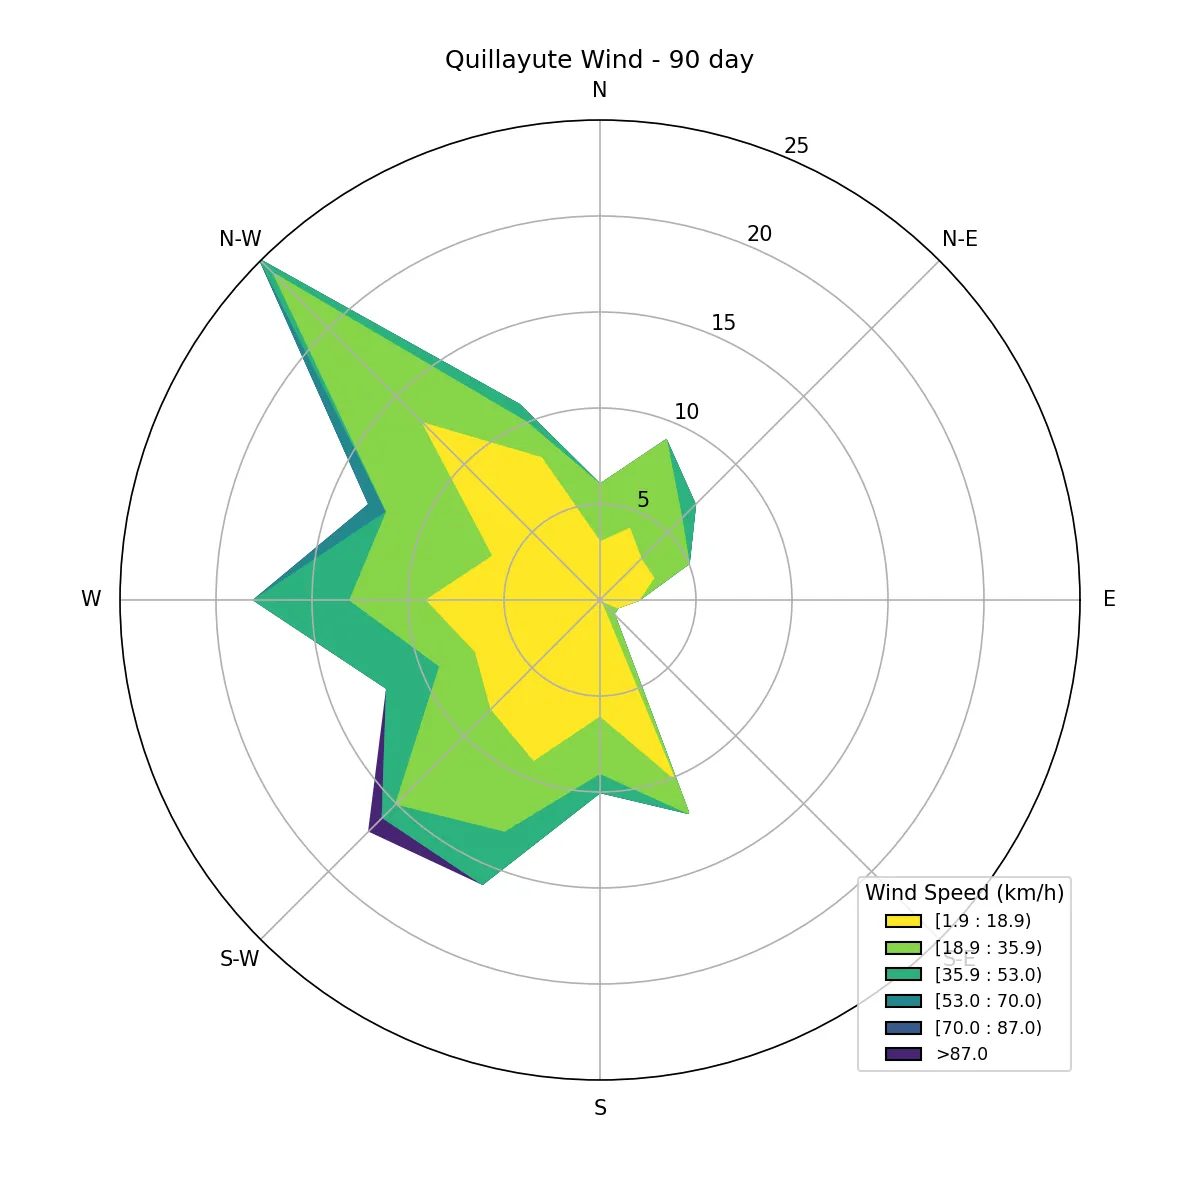 Quillayute Wind - 90 day
N
25
N-W
20
N-E
15
10
5
W
E
S-W
S-E
Wind Speed (km/h)
[1.9 : 18.9)
[18.9 : 35.9)
[35.9 : 53.0)
[53.0 : 70.0)
[70.0 : 87.0)
>87.0
S